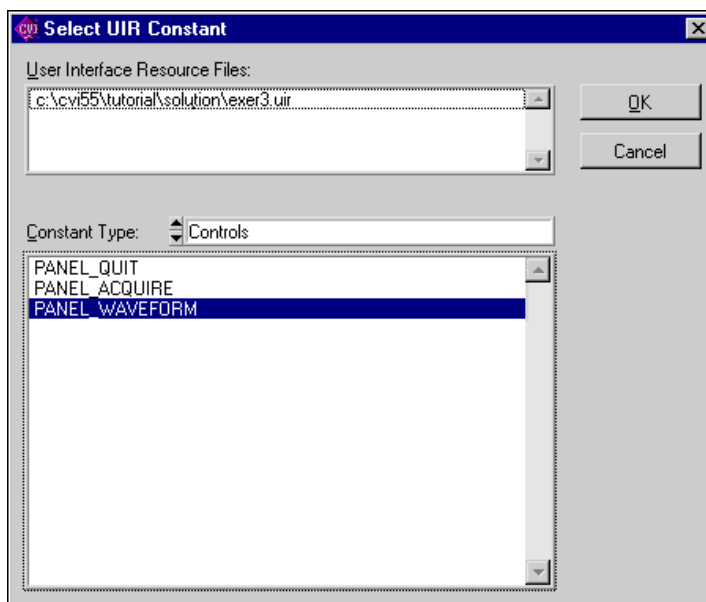 cvi Select UIR Constant
User Interface Resource Files:
c:\cvi55\tutorial\solution\exer3.uir
OK
Cancel
Constant Type: Controls
PANEL_QUIT
PANEL_ACQUIRE
PANEL_WAVEFORM